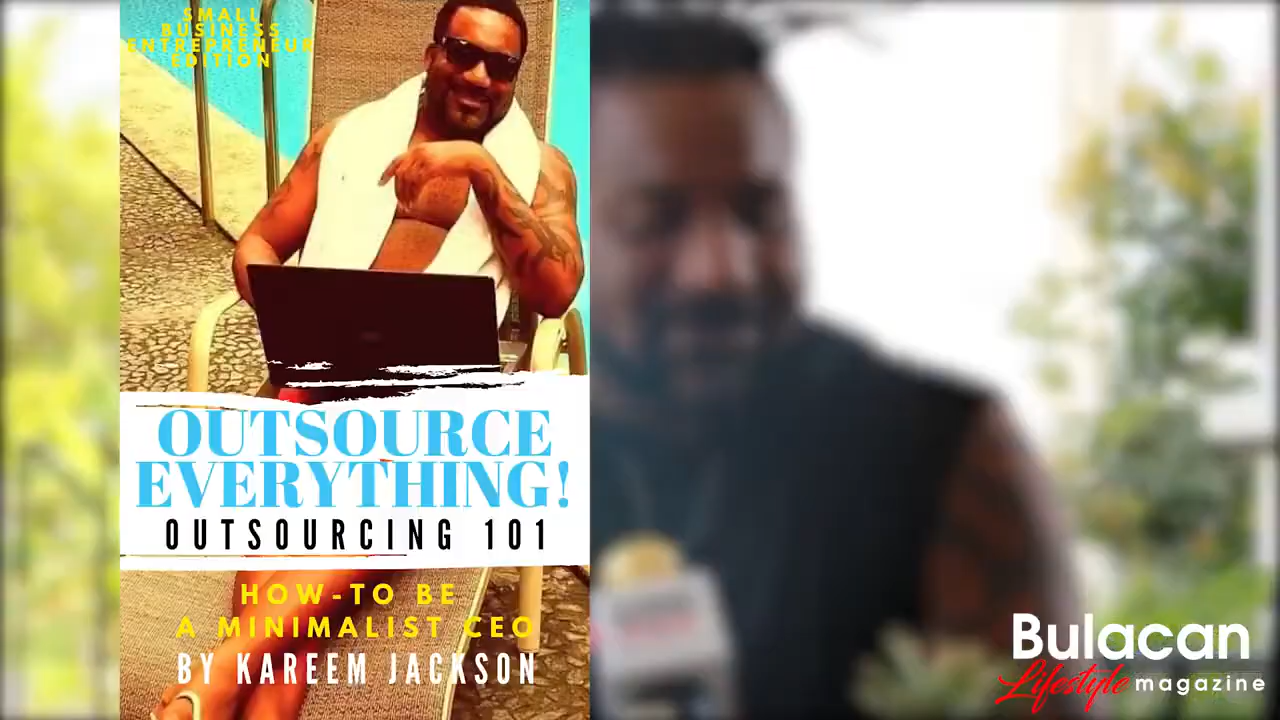 SMALL
BUSINESS
ENTREPRENEUR
EDITION
OUTSOURCE
EVERYTHING!
OUTSOURCING 101
HOW-TO BE
A MINIMALIST CEO
BY KAREEM JACKSON
Bulacan
Lifestyle magazine